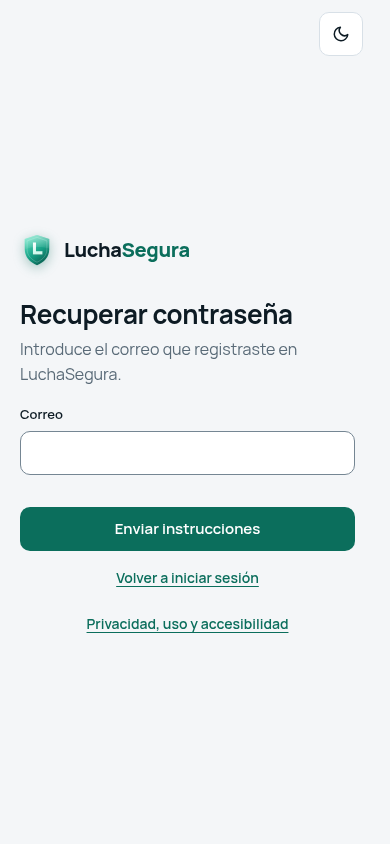 LuchaSegura
Recuperar contraseña
Introduce el correo que registraste en
LuchaSegura.
Correo
Enviar instrucciones
Volver a iniciar sesión
Privacidad, uso y accesibilidad